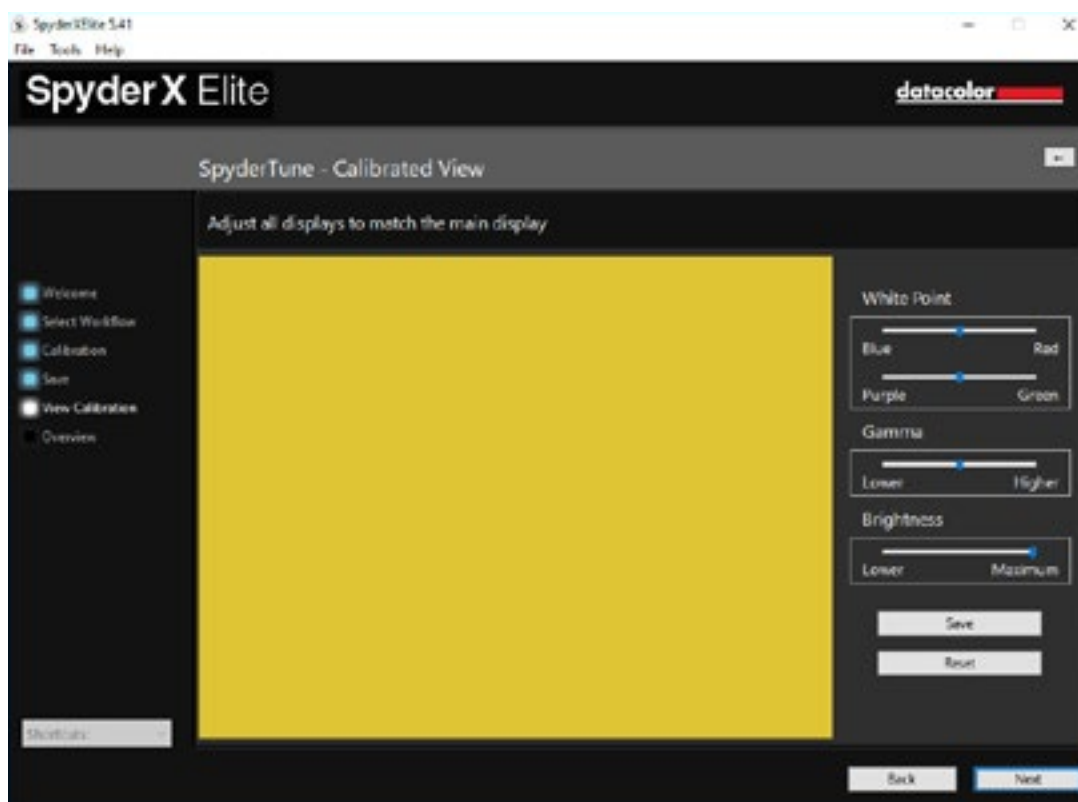 SpyderXElite 5.41
File Tools Help
SpyderX Elite
datacolor
SpyderTune - Calibrated View
Adjust all displays to match the main display
Welcome
Select Workflow
Calibration
Save
View Calibration
Overview
White Point
Blue Red
Purple Green
Gamma
Lower Higher
Brightness
Lower Maximum
Save
Reset
Shortcuts:
Back Next